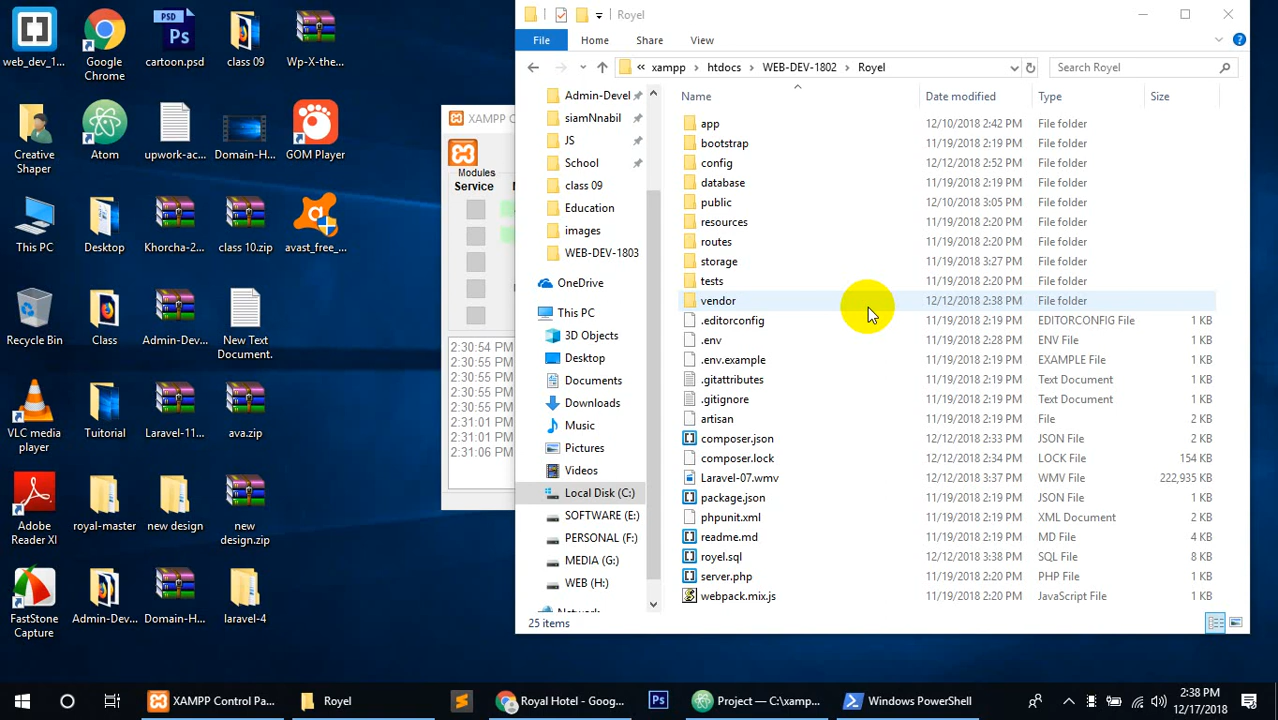 web_dev_1...
Google
Chrome
PSD
Ps
cartoon.psd
class 09
Wp-X-the...
Creative
Shaper
Atom
upwork-ac...
Domain-H...
GOM Player
This PC
Desktop
Khorcha-2...
class 10.zip
avast_free_...
Recycle Bin
Class
Admin-Dev...
New Text
Document.
VLC media
player
Tuitorial
Laravel-11...
ava.zip
Adobe
Reader XI
royal-master
new design
new
design.zip
FastStone
Capture
Admin-Dev...
Domain-H...
laravel-4
XAMPP C
Modules
Service
2:30:54 PM
2:30:55 PM
2:30:55 PM
2:30:55 PM
2:30:55 PM
2:31:01 PM
2:31:01 PM
2:31:06 PM
Royel
File Home Share View
« xampp > htdocs > WEB-DEV-1802 > Royel
Search Royel
Admin-Devel
siamNnabil
JS
School
class 09
Education
images
WEB-DEV-1803
OneDrive
This PC
3D Objects
Desktop
Documents
Downloads
Music
Pictures
Videos
Local Disk (C:)
SOFTWARE (E:)
PERSONAL (F:)
MEDIA (G:)
WEB (H:)
Network
Name Date modified Type Size
app 12/10/2018 2:42 PM File folder
bootstrap 11/19/2018 2:19 PM File folder
config 12/12/2018 2:52 PM File folder
database 11/19/2018 2:19 PM File folder
public 12/10/2018 3:05 PM File folder
resources 11/19/2018 2:20 PM File folder
routes 11/19/2018 2:20 PM File folder
storage 11/19/2018 3:27 PM File folder
tests 11/19/2018 2:20 PM File folder
vendor 12/12/2018 2:38 PM File folder
.editorconfig 11/19/2018 2:19 PM EDITORCONFIG File 1 KB
.env 11/19/2018 2:28 PM ENV File 1 KB
.env.example 11/19/2018 2:19 PM EXAMPLE File 1 KB
.gitattributes 11/19/2018 2:19 PM Text Document 1 KB
.gitignore 11/19/2018 2:19 PM Text Document 1 KB
artisan 11/19/2018 2:19 PM File 2 KB
composer.json 12/12/2018 2:33 PM JSON File 2 KB
composer.lock 12/12/2018 2:34 PM LOCK File 154 KB
Laravel-07.wmv 12/12/2018 3:37 PM WMV File 222,935 KB
package.json 11/19/2018 2:19 PM JSON File 1 KB
phpunit.xml 11/19/2018 2:19 PM XML Document 1 KB
readme.md 11/19/2018 2:19 PM MD File 4 KB
royel.sql 12/12/2018 3:38 PM SQL File 8 KB
server.php 11/19/2018 2:20 PM PHP File 1 KB
webpack.mix.js 11/19/2018 2:20 PM JavaScript File 1 KB
25 items
XAMPP Control Pa...
Royel
Royal Hotel - Goog...
Ps
Project — C:\xamp...
Windows PowerShell
2:38 PM
12/17/2018